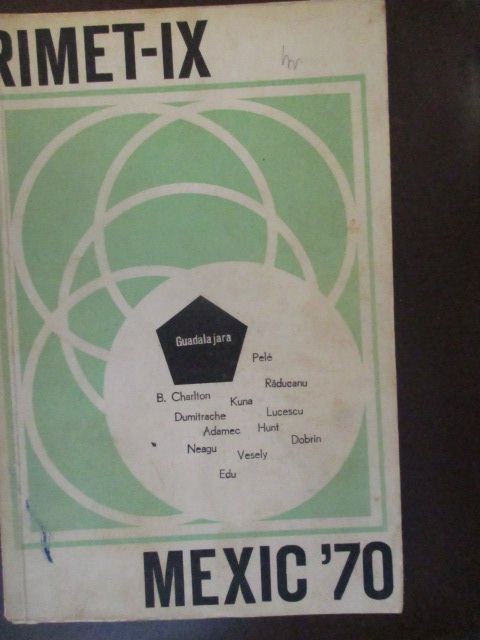 RIMET-IX
Guadalajara
Pelé
Răducanu
B. Charlton
Kuna
Lucescu
Dumitrache
Hunt
Adamec
Dobrin
Neagu
Vesely
Edu
MEXIC '70